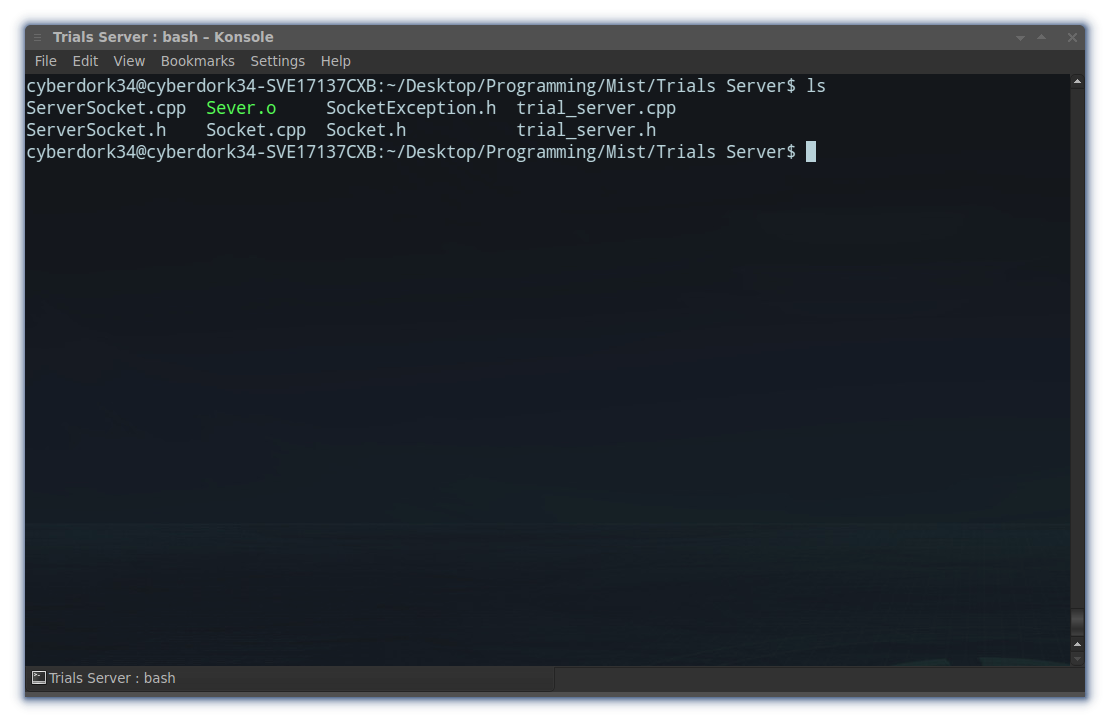 Trials Server : bash – Konsole
File Edit View Bookmarks Settings Help
cyberdork34@cyberdork34-SVE17137CXB:~/Desktop/Programming/Mist/Trials Server$ ls
ServerSocket.cpp Sever.o SocketException.h trial_server.cpp
ServerSocket.h Socket.cpp Socket.h trial_server.h
cyberdork34@cyberdork34-SVE17137CXB:~/Desktop/Programming/Mist/Trials Server$
Trials Server : bash